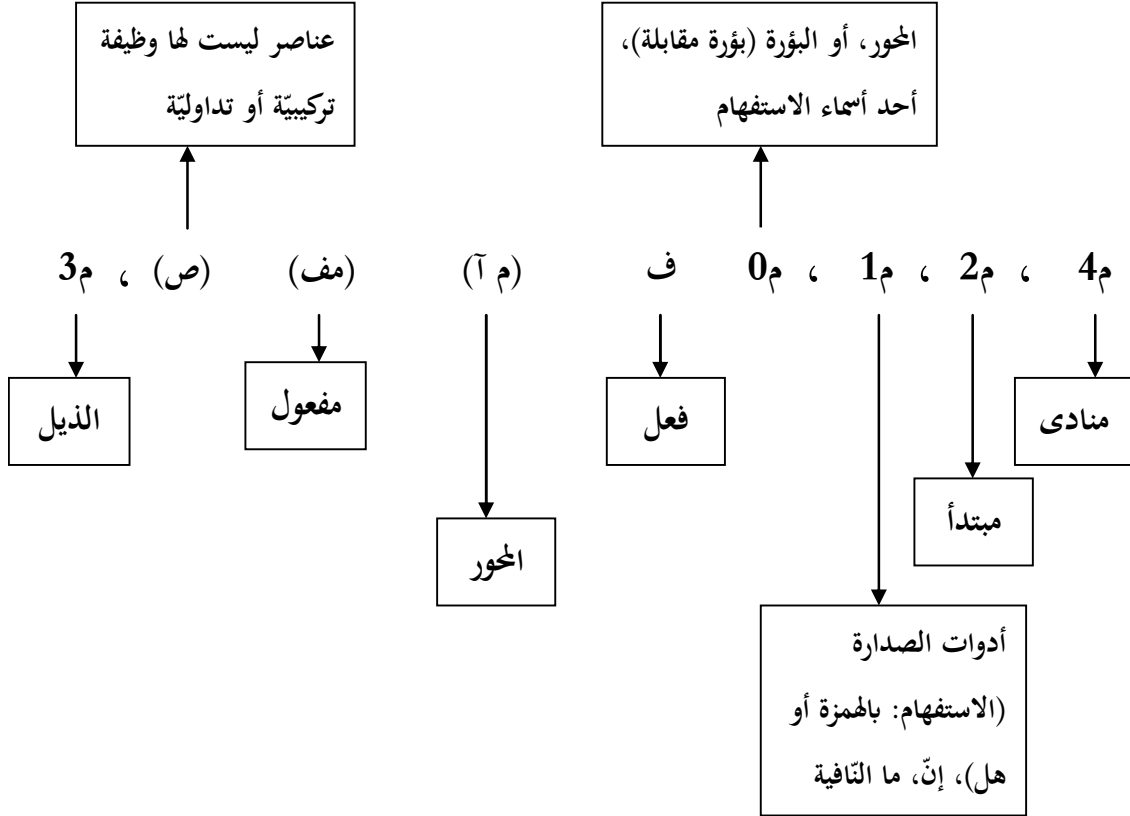 المحور، أو البؤرة (بؤرة مقابلة)،
أحد أسماء الاستفهام
عناصر ليست لها وظيفة
تركيبيّة أو تداوليّة
م4 ، م2 ، م1 ، م0 ف (م آ) (مف) (ص) ، م3
منادى
مبتدأ
أدوات الصدارة
(الاستفهام: بالهمزة أو
هل)، إنّ، ما النّافية
فعل
المحور
مفعول
الذيل